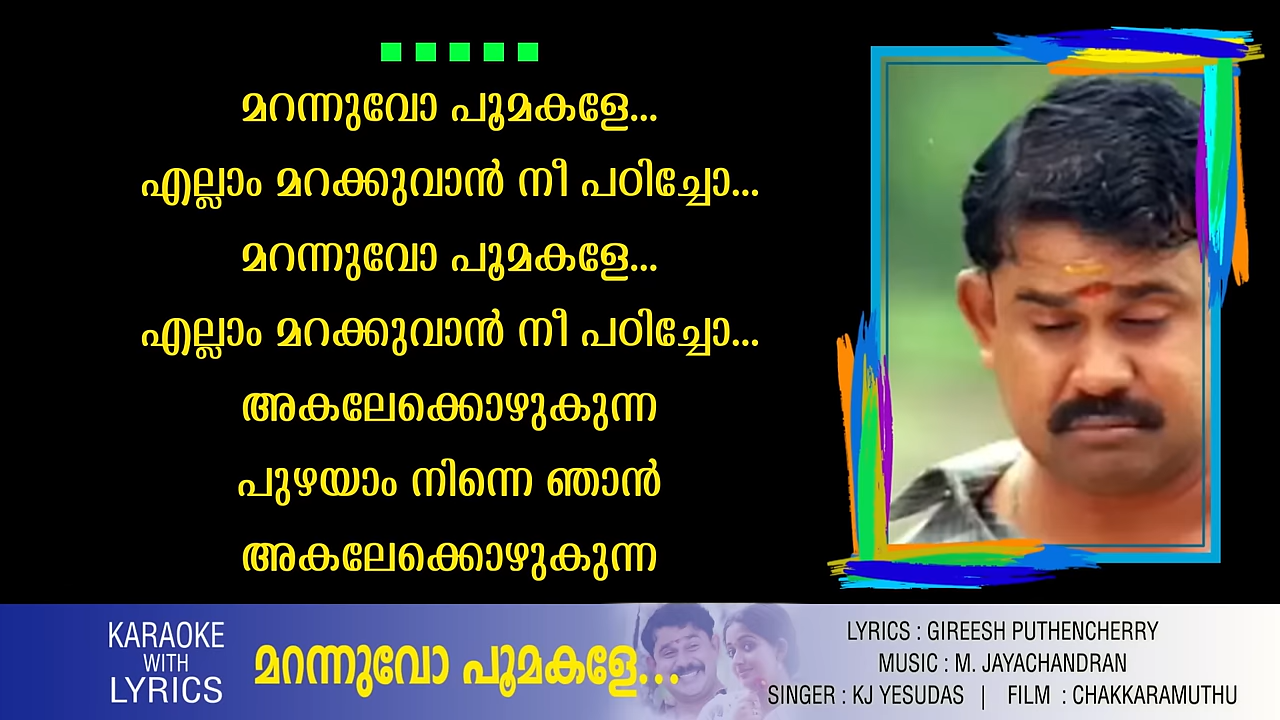 മറന്നുവോ പൂമകളേ...
എല്ലാം മറക്കുവാൻ നീ പഠിച്ചോ...
മറന്നുവോ പൂമകളേ...
എല്ലാം മറക്കുവാൻ നീ പഠിച്ചോ...
അകലേക്കൊഴുകുന്ന
പുഴയാം നിന്നെ ഞാൻ
അകലേക്കൊഴുകുന്ന
KARAOKE
WITH
LYRICS
മറന്നുവോ പൂമകളേ...
LYRICS : GIREESH PUTHENCHERRY
MUSIC : M. JAYACHANDRAN
SINGER : KJ YESUDAS | FILM : CHAKKARAMUTHU